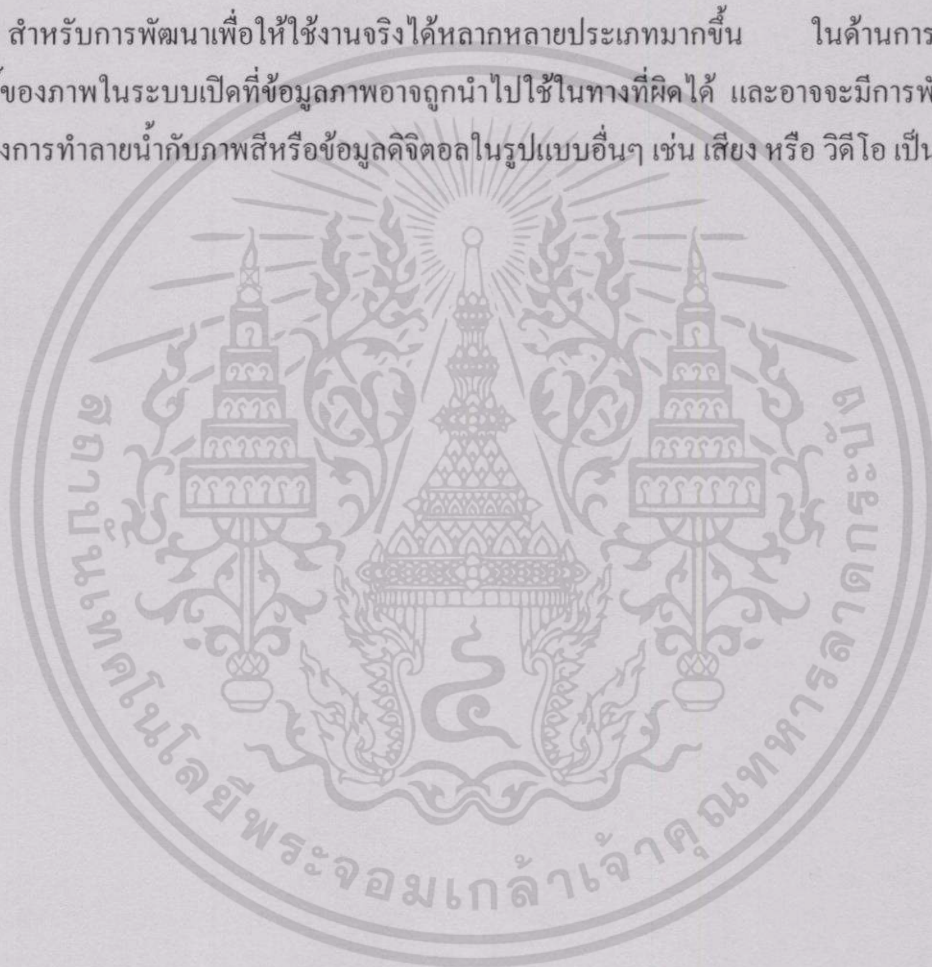 สำหรับการพัฒนาเพื่อให้ใช้งานจริงได้หลากหลายประเภทมากขึ้น ในด้านการ
ของภาพในระบบเปิดที่ข้อมูลภาพอาจถูกนำไปใช้ในทางที่ผิดได้ และอาจจะมีการพั
งการทำลายน้ำกับภาพสีหรือข้อมูลดิจิตอลในรูปแบบอื่นๆ เช่น เสียง หรือ วิดีโอ เป็น
สถาบันเทคโนโลยีพระจอมเกล้าเจ้าคุณทหารลาดกระบัง
๔